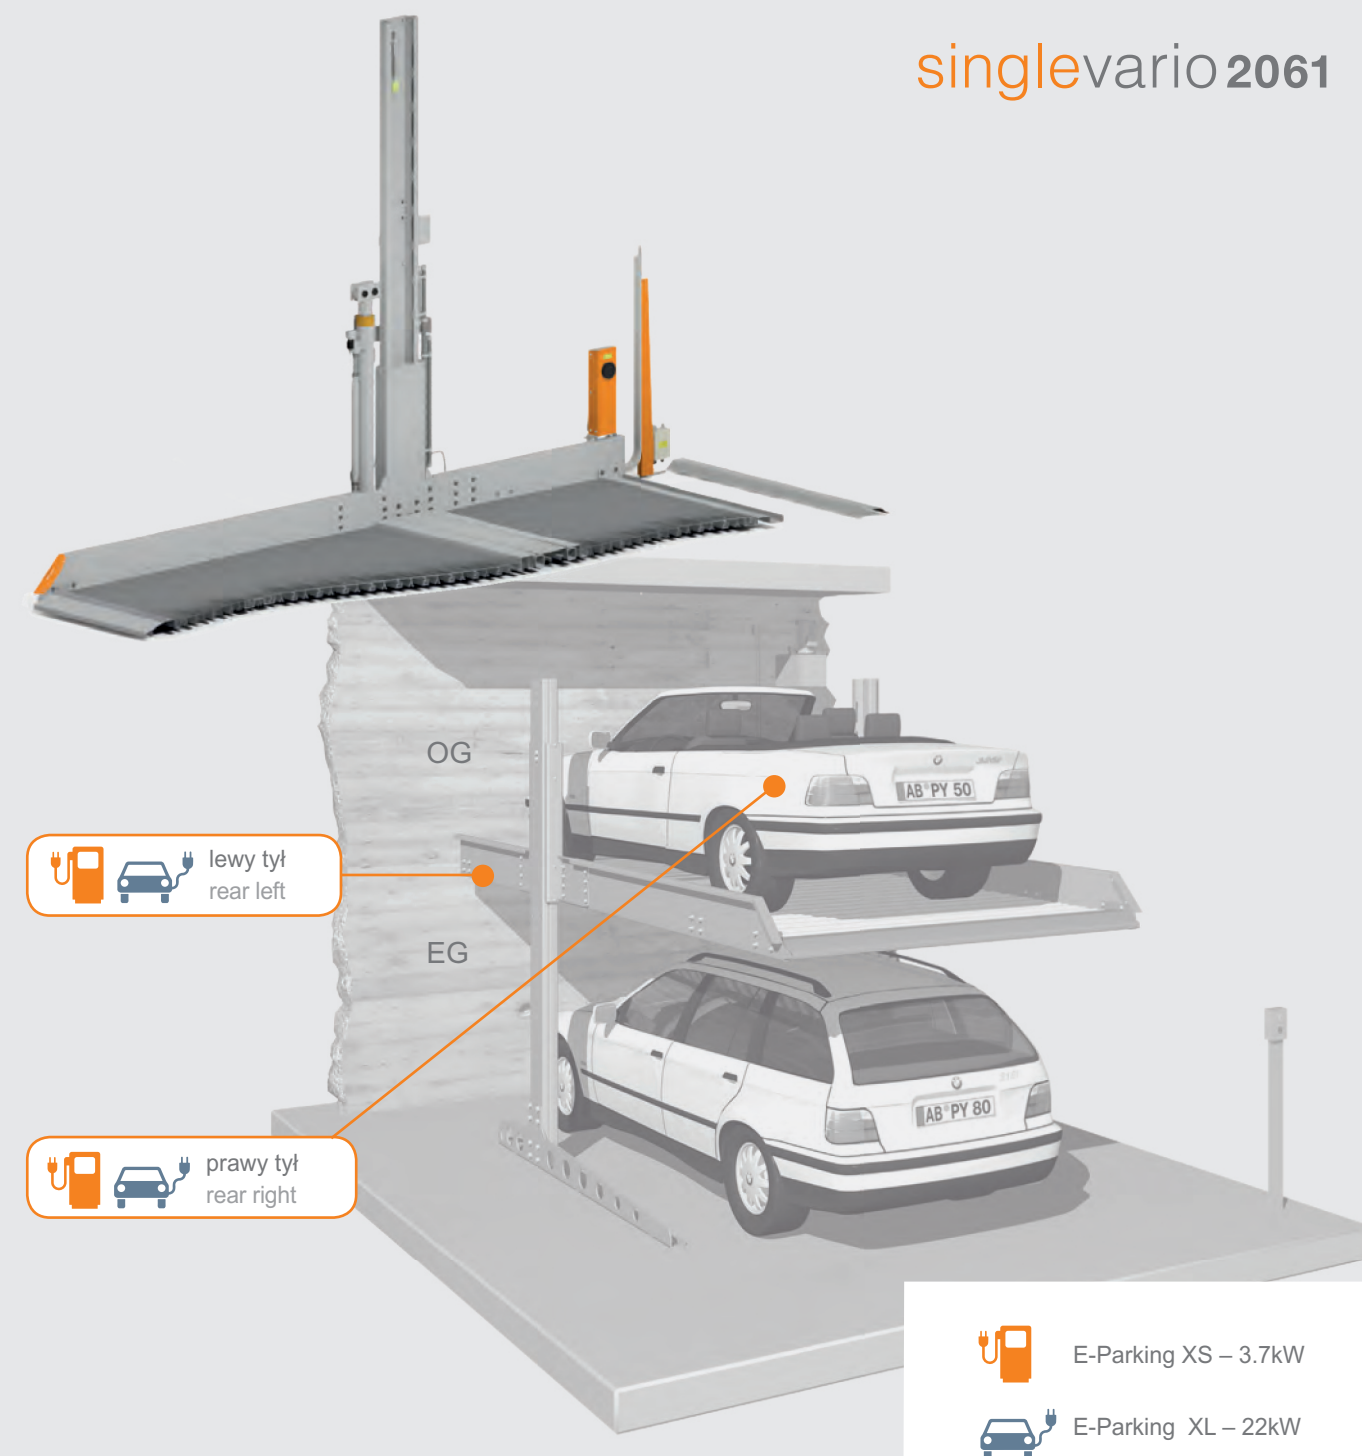 singlevario 2061
OG
AB PY 50
lewy tył
rear left
EG
AB PY 80
prawy tył
rear right
E-Parking XS – 3.7kW
E-Parking XL – 22kW